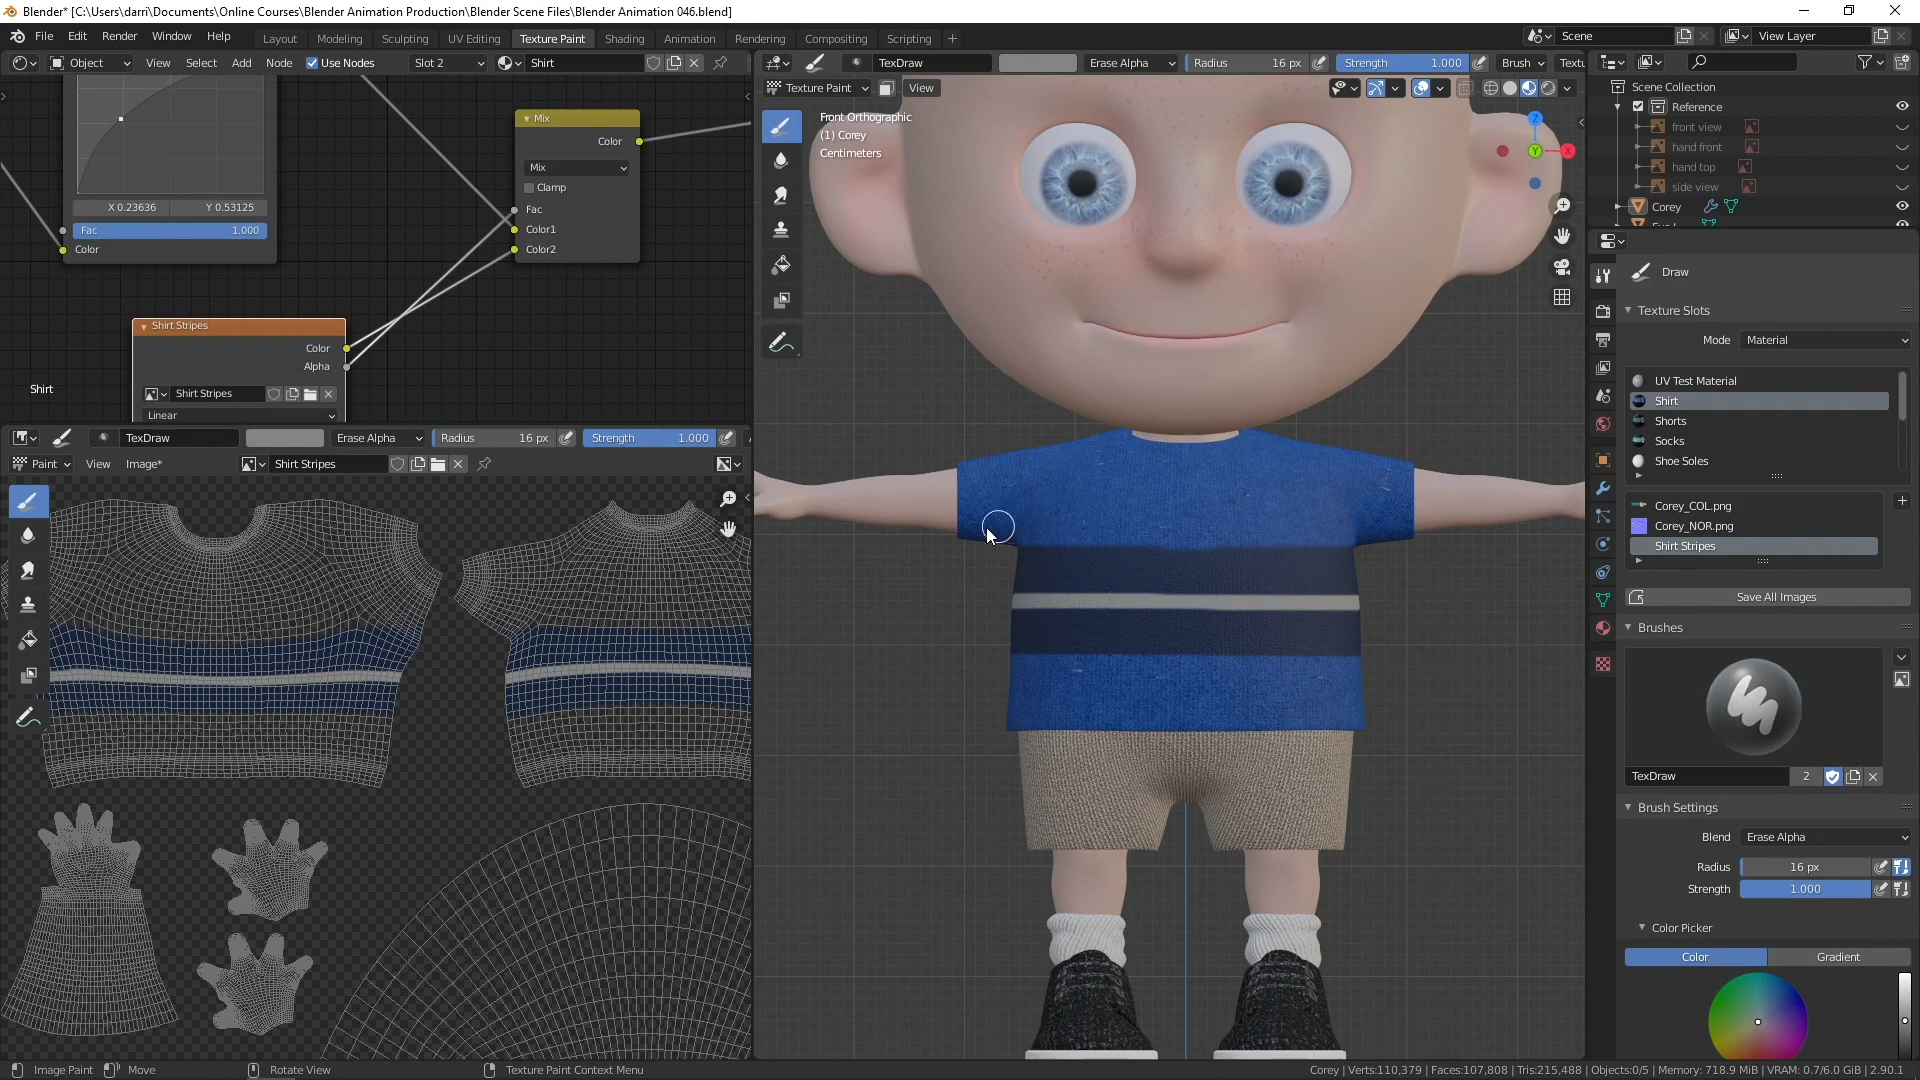 Blender* [C:\Users\darri\Documents\Online Courses\Blender Animation Production\Blender Scene Files\Blender Animation 046.blend]
File Edit Render Window Help Layout Modeling Sculpting UV Editing Texture Paint Shading Animation Rendering Compositing Scripting + Scene View Layer
Object View Select Add Node Use Nodes Slot 2 Shirt
TexDraw Erase Alpha Radius 16 px Strength 1.000 Brush Textu
Texture Paint View
Front Orthographic
(1) Corey
Centimeters
Z
Y
X
Mix
Color
Mix
Clamp
Fac
Color1
Color2
X 0.23636 Y 0.53125
Fac 1.000
Color
Shirt Stripes
Color
Alpha
Shirt Stripes
Linear
Shirt
TexDraw Erase Alpha Radius 16 px Strength 1.000
Paint View Image* Shirt Stripes
Scene Collection
Reference
front view
hand front
hand top
side view
Corey
Draw
Texture Slots
Mode Material
UV Test Material
Shirt
Shorts
Socks
Shoe Soles
Corey_COL.png
Corey_NOR.png
Shirt Stripes
Save All Images
Brushes
TexDraw 2
Brush Settings
Blend Erase Alpha
Radius 16 px
Strength 1.000
Color Picker
Color Gradient
Image Paint Move Rotate View Texture Paint Context Menu
Corey | Verts:110,379 | Faces:107,808 | Tris:215,488 | Objects:0/5 | Memory: 718.9 MiB | VRAM: 0.7/6.0 GiB | 2.90.1